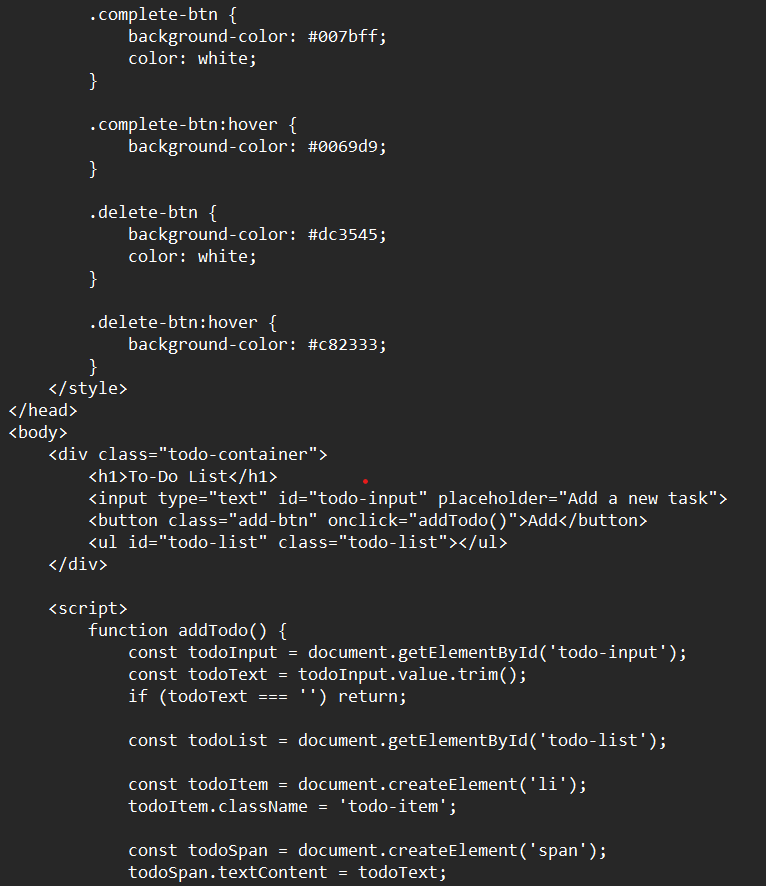 .complete-btn {
background-color: #007bff;
color: white;
}
.complete-btn:hover {
background-color: #0069d9;
}
.delete-btn {
background-color: #dc3545;
color: white;
}
.delete-btn:hover {
background-color: #c82333;
}
</style>
</head>
<body>
<div class="todo-container">
<h1>To-Do List</h1>
<input type="text" id="todo-input" placeholder="Add a new task">
<button class="add-btn" onclick="addTodo()">Add</button>
<ul id="todo-list" class="todo-list"></ul>
</div>
<script>
function addTodo() {
const todoInput = document.getElementById('todo-input');
const todoText = todoInput.value.trim();
if (todoText === '') return;
const todoList = document.getElementById('todo-list');
const todoItem = document.createElement('li');
todoItem.className = 'todo-item';
const todoSpan = document.createElement('span');
todoSpan.textContent = todoText;